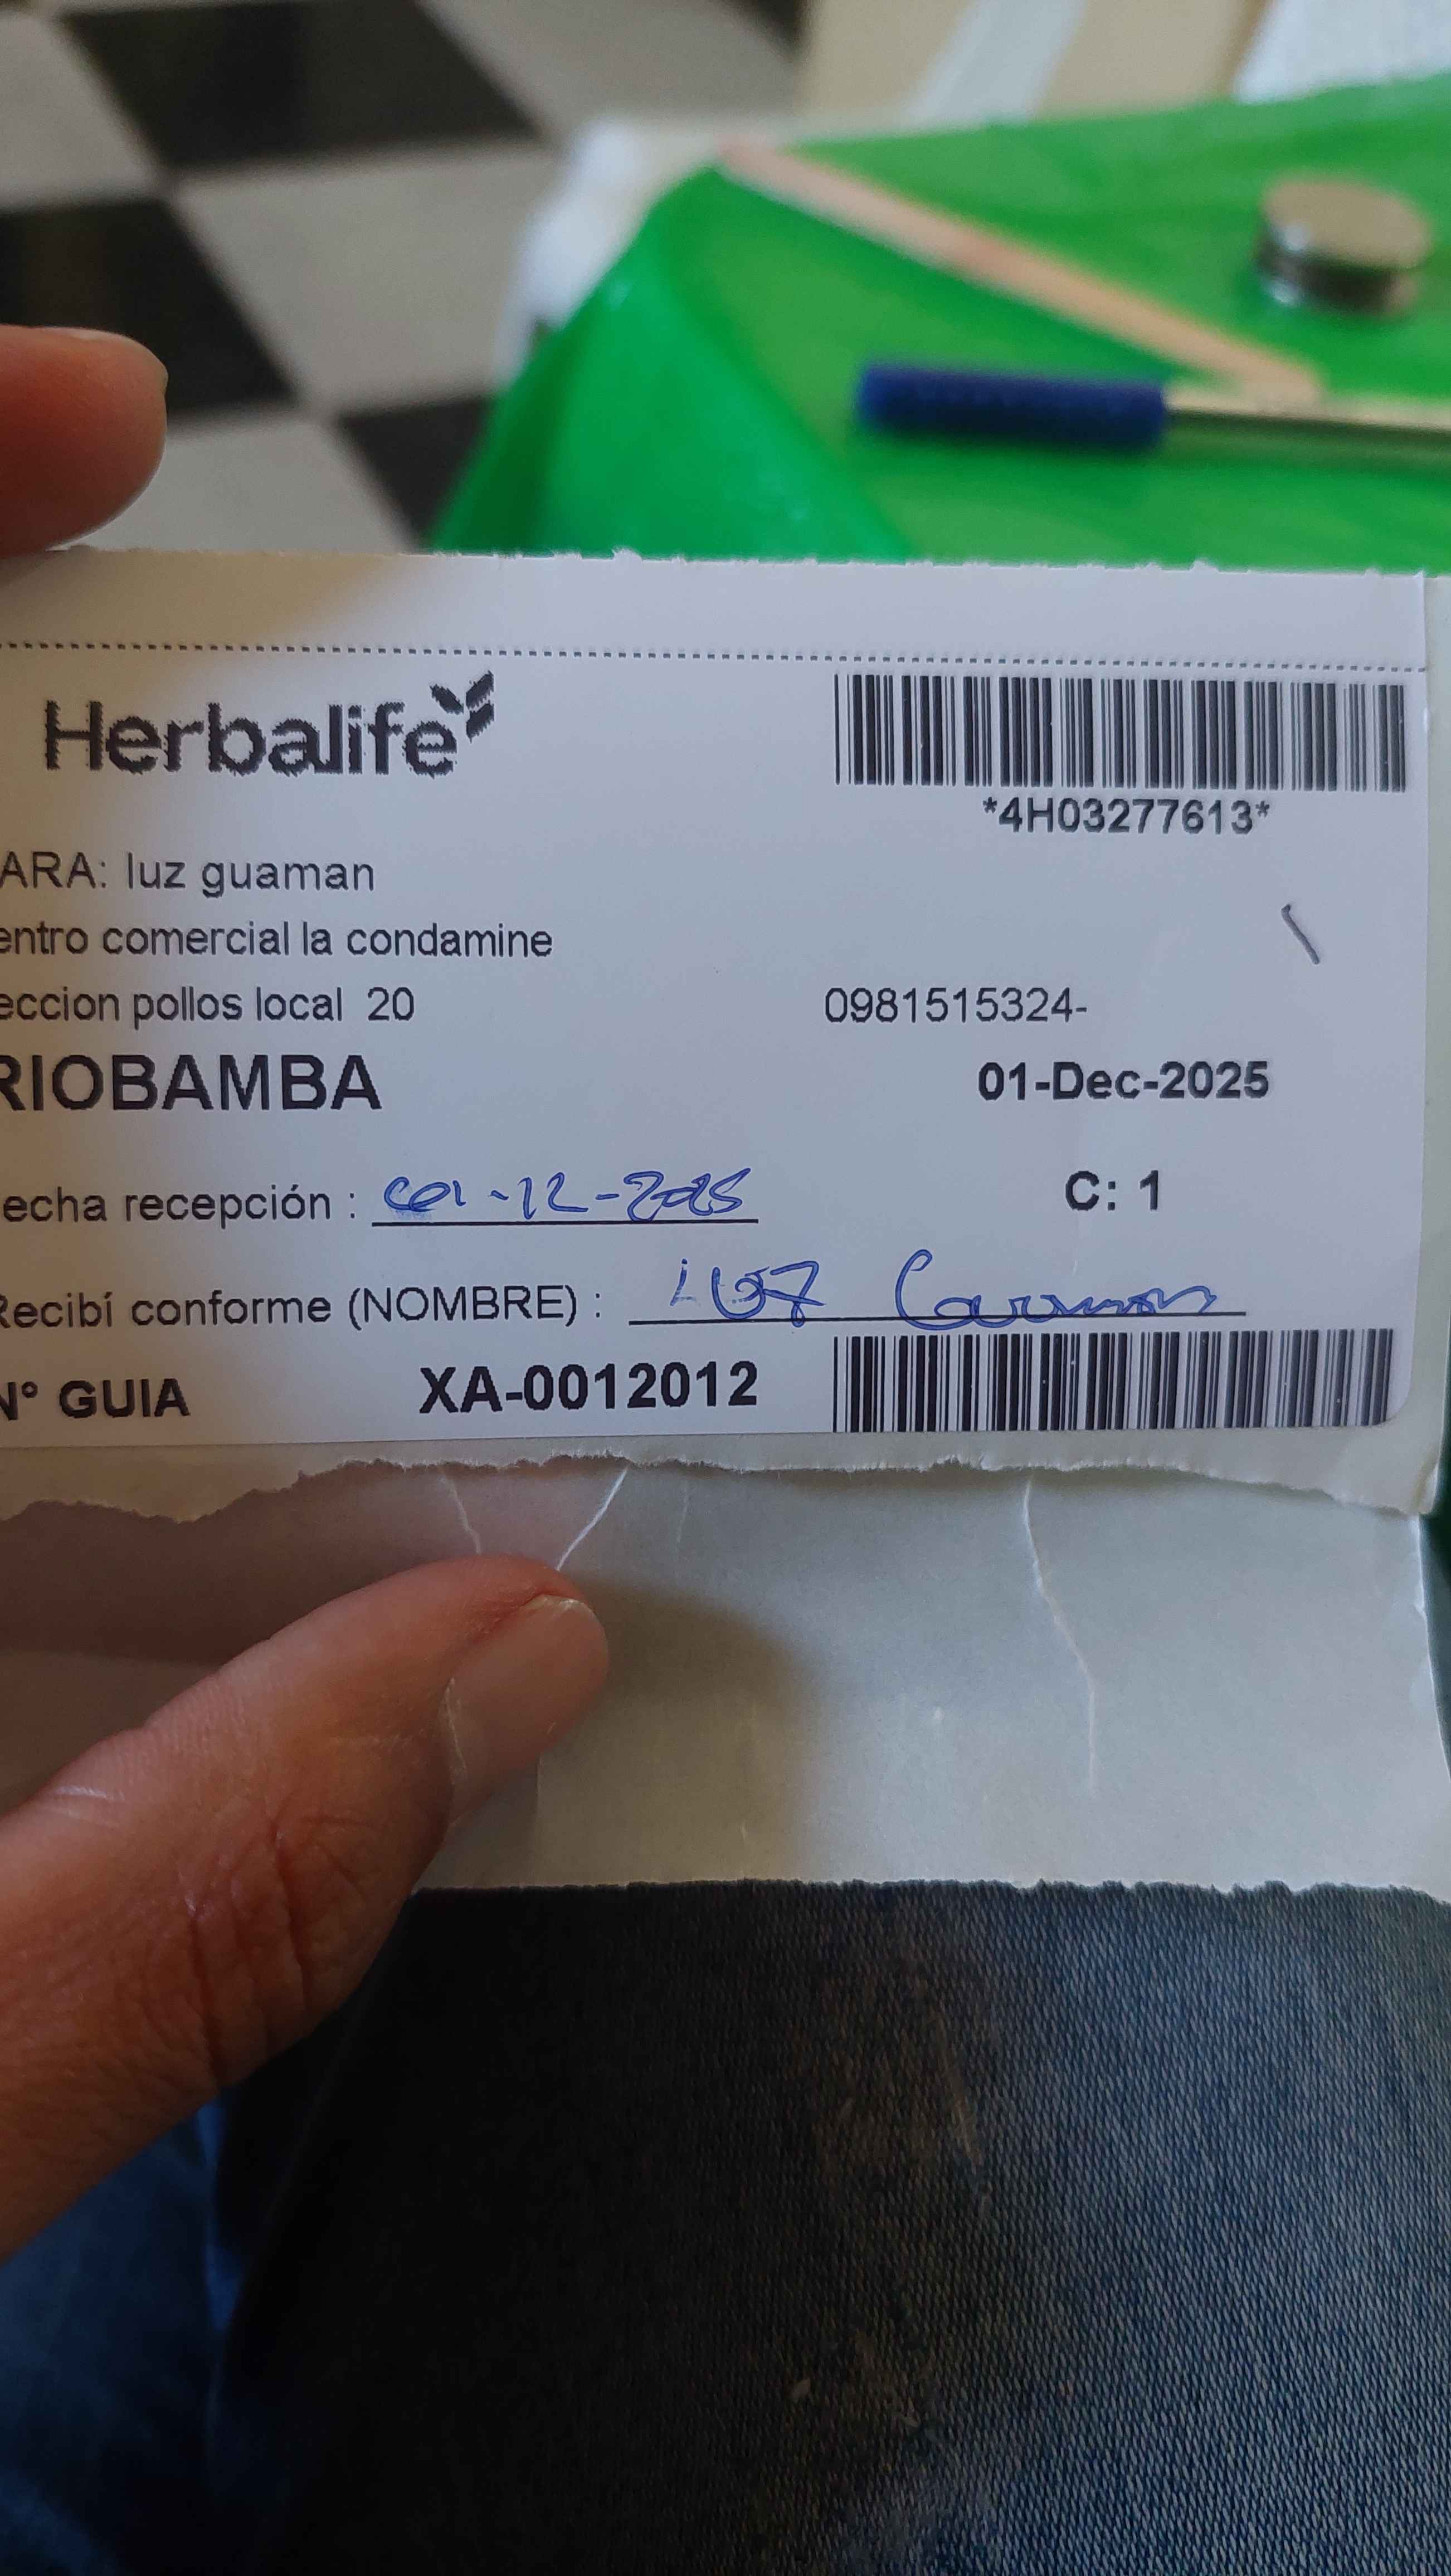 Herbalife
*4H03277613*
ARA: luz guaman
entro comercial la condamine
eccion pollos local 20
0981515324-
RIOBAMBA
01-Dec-2025
echa recepción : -12-2025
C: 1
Recibí conforme (NOMBRE) : Luz
N° GUIA XA-0012012